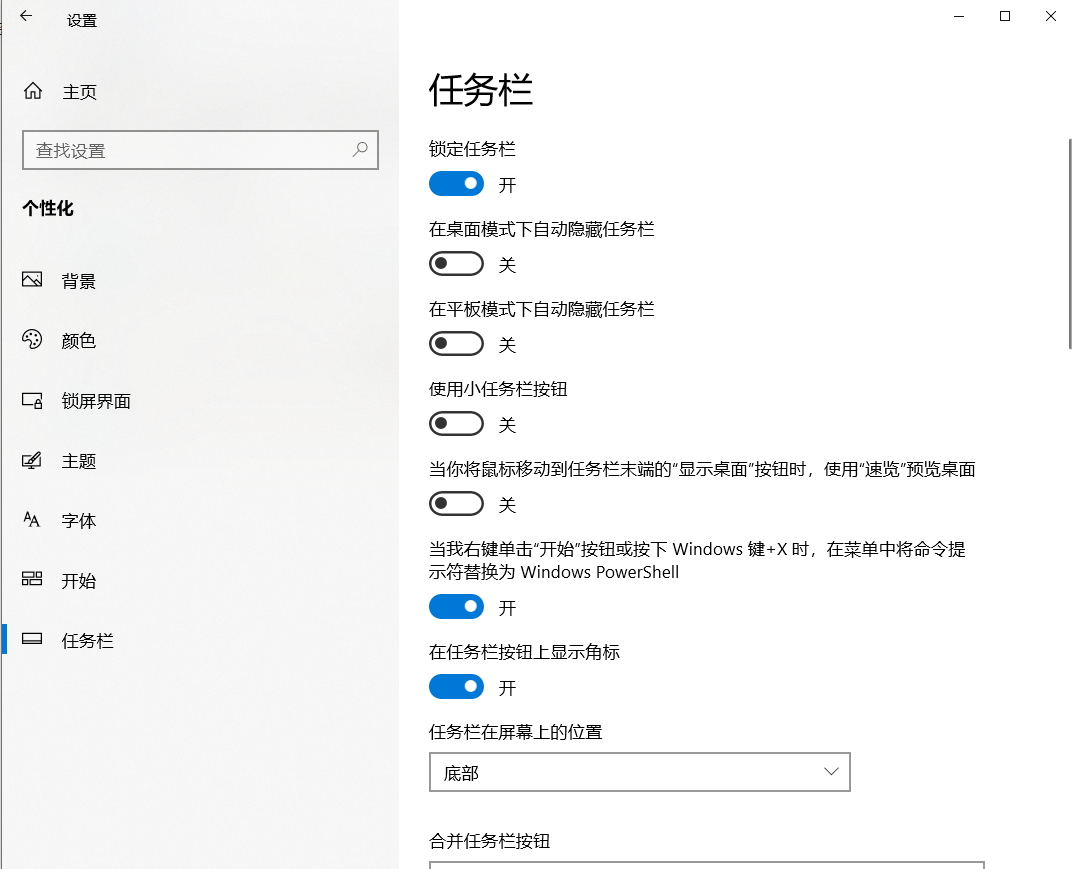 设置
主页
查找设置
个性化
背景
颜色
锁屏界面
主题
字体
开始
任务栏
任务栏
锁定任务栏
开
在桌面模式下自动隐藏任务栏
关
在平板模式下自动隐藏任务栏
关
使用小任务栏按钮
关
当你将鼠标移动到任务栏末端的“显示桌面”按钮时，使用“速览”预览桌面
关
当我右键单击“开始”按钮或按下 Windows 键+X 时，在菜单中将命令提
示符替换为 Windows PowerShell
开
在任务栏按钮上显示角标
开
任务栏在屏幕上的位置
底部
合并任务栏按钮